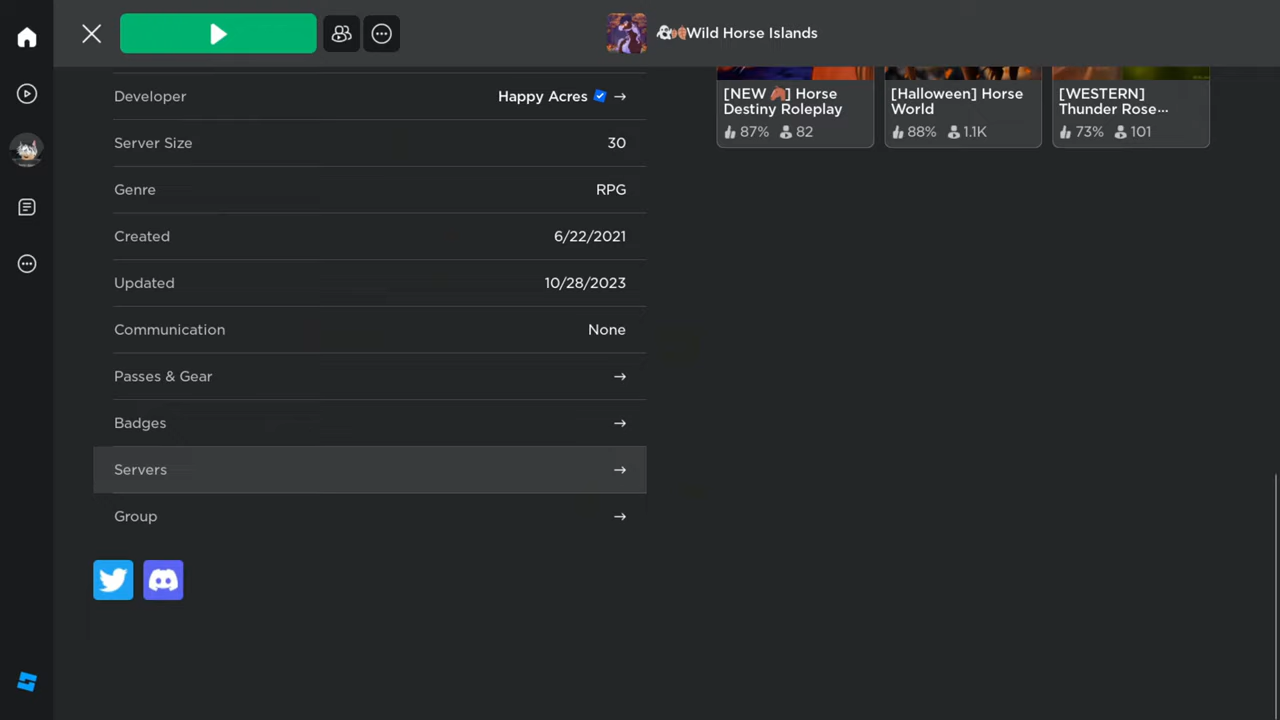 👻🍂Wild Horse Islands
Developer
Happy Acres
Server Size
30
Genre
RPG
Created
6/22/2021
Updated
10/28/2023
Communication
None
Passes & Gear
Badges
Servers
Group
[NEW 🐴] Horse
Destiny Roleplay
87% 82
[Halloween] Horse
World
88% 1.1K
[WESTERN]
Thunder Rose...
73% 101